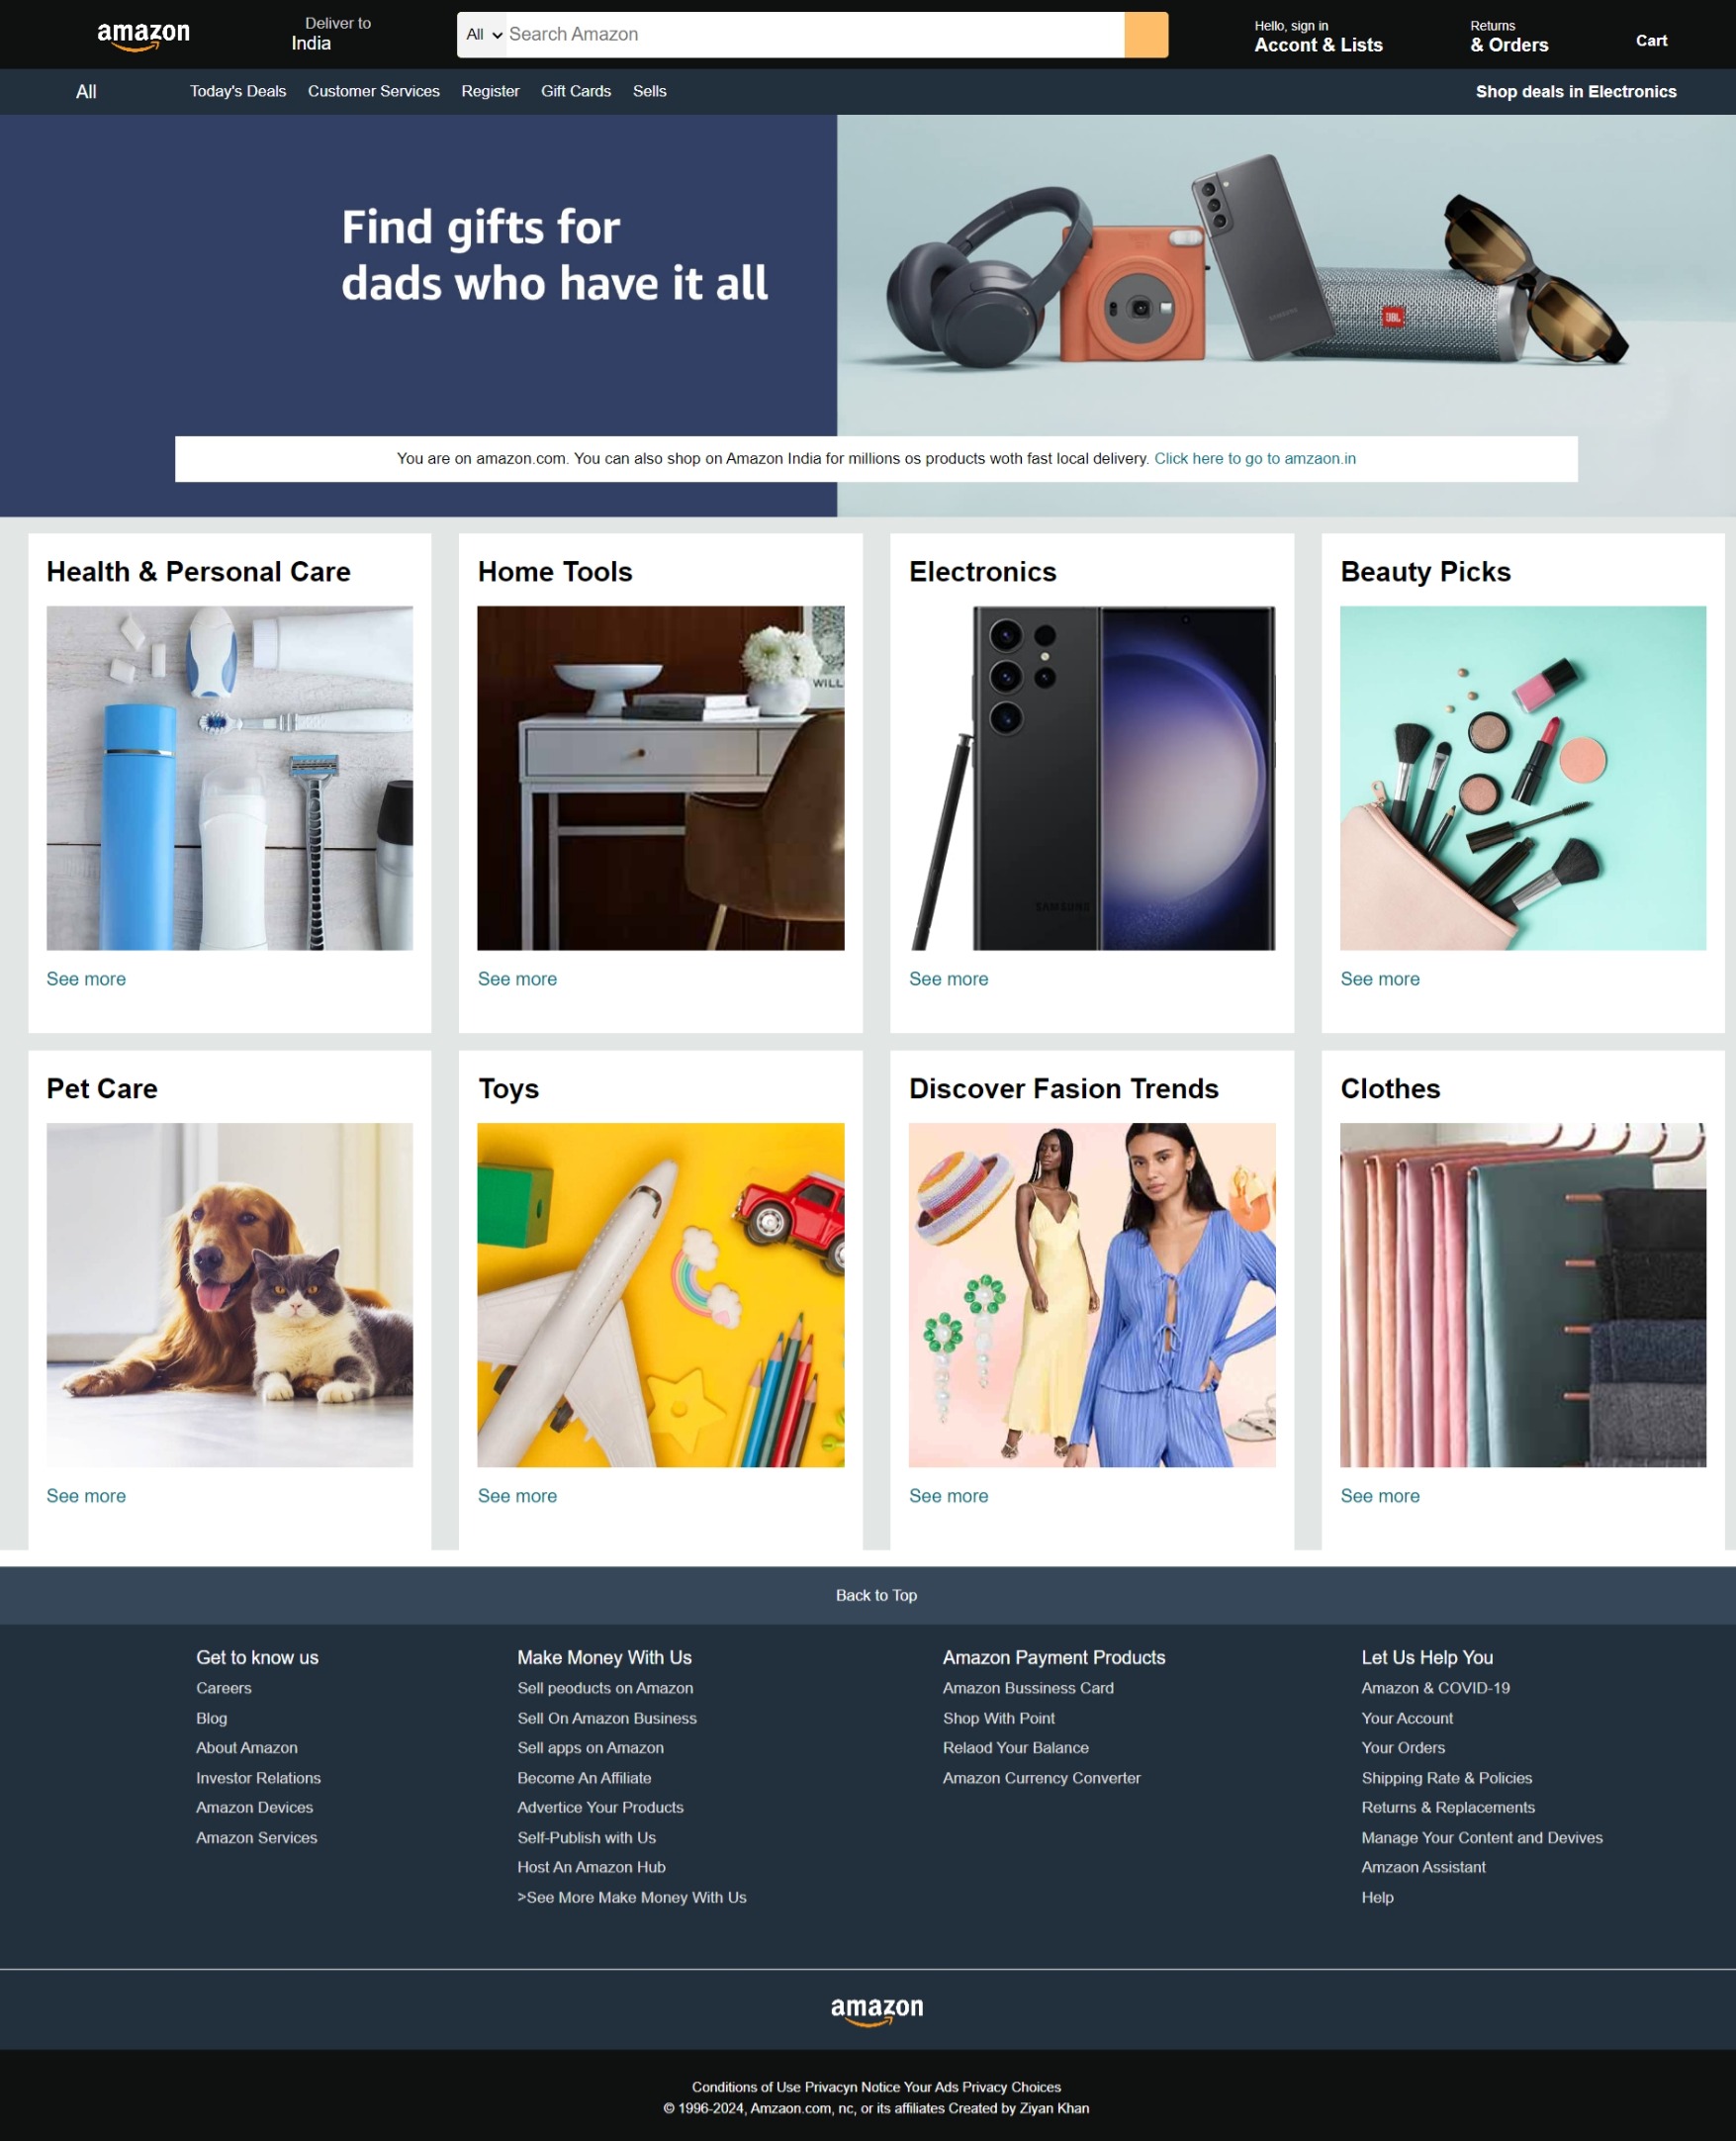 amazon
Deliver to
India
All
Search Amazon
Hello, sign in
Accont & Lists
Returns
& Orders
Cart
All
Today's Deals
Customer Services
Register
Gift Cards
Sells
Shop deals in Electronics
Find gifts for
dads who have it all
SAMSUNG
JBL
You are on amazon.com. You can also shop on Amazon India for millions os products woth fast local delivery. Click here to go to amzaon.in
Health & Personal Care
Home Tools
Electronics
Beauty Picks
WILL
SAMSUNG
See more
See more
See more
See more
Pet Care
Toys
Discover Fasion Trends
Clothes
See more
See more
See more
See more
Back to Top
Get to know us
Careers
Blog
About Amazon
Investor Relations
Amazon Devices
Amazon Services
Make Money With Us
Sell peoducts on Amazon
Sell On Amazon Business
Sell apps on Amazon
Become An Affiliate
Advertice Your Products
Self-Publish with Us
Host An Amazon Hub
>See More Make Money With Us
Amazon Payment Products
Amazon Bussiness Card
Shop With Point
Relaod Your Balance
Amazon Currency Converter
Let Us Help You
Amazon & COVID-19
Your Account
Your Orders
Shipping Rate & Policies
Returns & Replacements
Manage Your Content and Devives
Amzaon Assistant
Help
amazon
Conditions of Use Privacyn Notice Your Ads Privacy Choices
© 1996-2024, Amzaon.com, nc, or its affiliates Created by Ziyan Khan